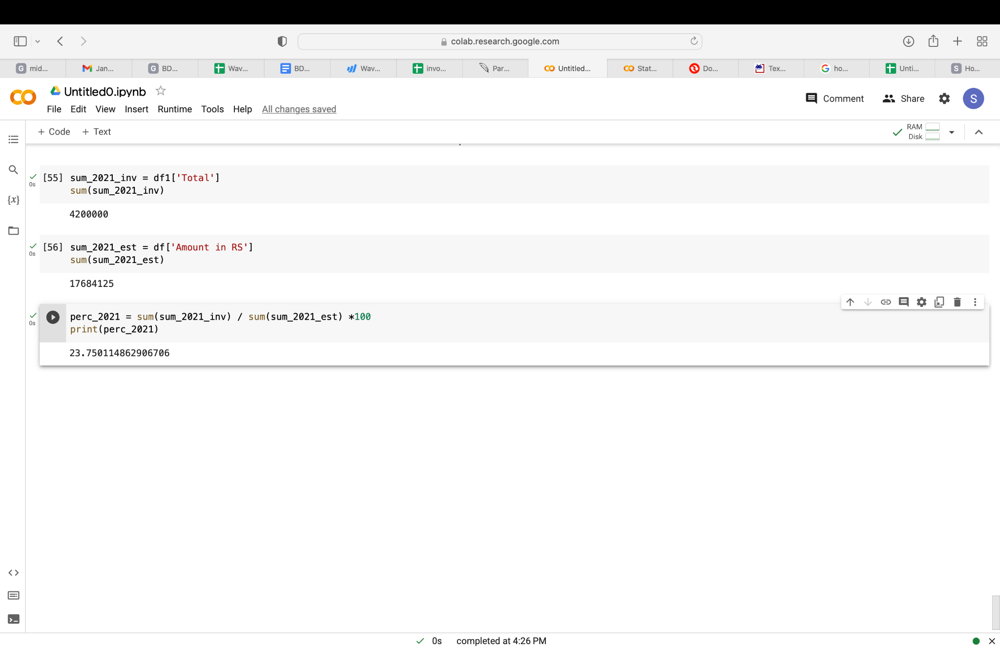 colab.research.google.com
G mid...
Jan...
G BD...
Wav...
BD...
Wav...
invo...
Par...
Untitled...
Stat...
Do...
Tex...
ho...
Unti...
S Ho...
Untitled0.ipynb
Comment
Share
S
File Edit View Insert Runtime Tools Help All changes saved
+ Code + Text
RAM
Disk
{x}
[55] sum_2021_inv = df1['Total']
0s
sum(sum_2021_inv)
4200000
[56] sum_2021_est = df['Amount in RS']
0s
sum(sum_2021_est)
17684125
perc_2021 = sum(sum_2021_inv) / sum(sum_2021_est) *100
0s
print(perc_2021)
23.750114862906706
0s completed at 4:26 PM